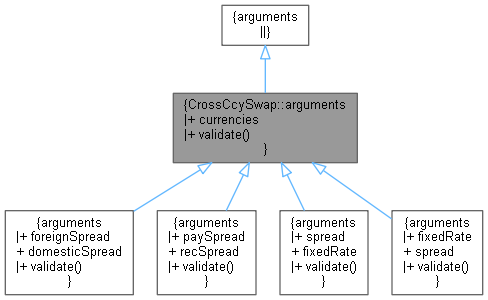 {arguments
||}
{CrossCcySwap::arguments
|+ currencies
|+ validate()
}
{arguments
|+ foreignSpread
+ domesticSpread
|+ validate()
}
{arguments
|+ paySpread
+ recSpread
|+ validate()
}
{arguments
|+ spread
+ fixedRate
|+ validate()
}
{arguments
|+ fixedRate
+ spread
|+ validate()
}